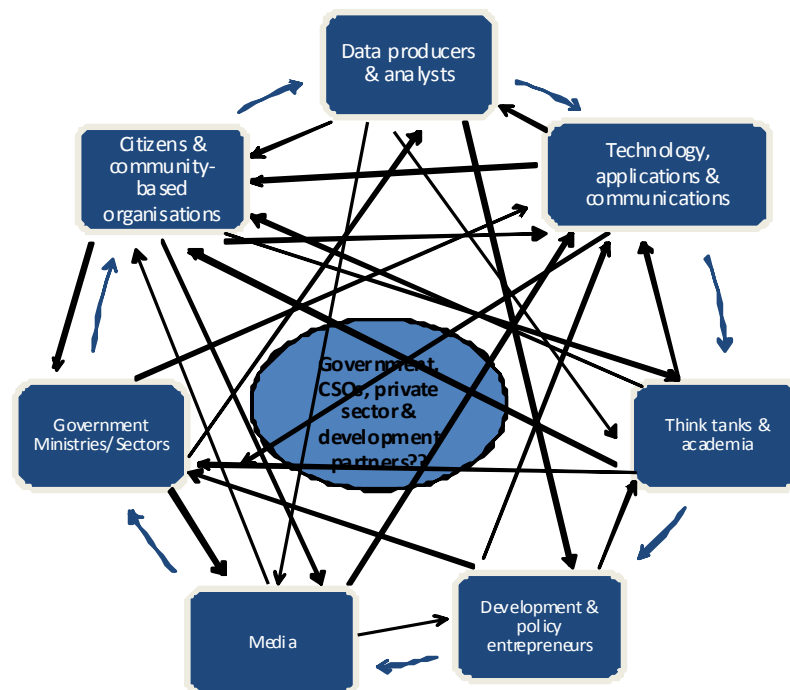 Data producers
& analysts
Citizens &
community-
based
organisations
Technology,
applications &
communications
Government,
CSOs, private
sector &
development
partners??
Government
Ministries/Sectors
Think tanks &
academia
Media
Development &
policy
entrepreneurs